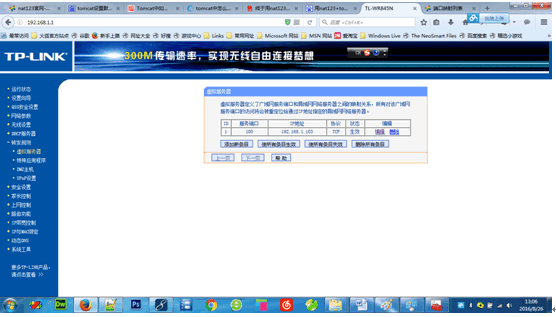 nat123官网-
tomcat设置默...
Tomcat中如...
tomcat中怎么...
终于用nat123...
用nat123+to...
TL-WR845N
端口映射列表
192.168.1.1
百度 <Ctrl+K>
最常访问
火狐官方站点
谷歌
新手上路
网址大全
好搜
游戏中心
Links
常用网址
Microsoft 网站
MSN 网站
爱淘宝
Windows Live
The NeoSmart Files
百度搜索
精选小游戏
TP-LINK
300M传输速率，实现无线自由连接梦想
运行状态
设置向导
QSS安全设置
网络参数
无线设置
DHCP服务器
转发规则
虚拟服务器
特殊应用程序
DMZ主机
UPnP设置
安全设置
家长控制
上网控制
路由功能
IP带宽控制
IP与MAC绑定
动态DNS
系统工具
更多TP-LINK产品，
请点击查看 >>
虚拟服务器
虚拟服务器定义了广域网服务端口和局域网网络服务器之间的映射关系，所有对该广域网
服务端口的访问将会被重定位给通过IP地址指定的局域网网络服务器。
ID 服务端口 IP地址 协议 状态 编辑
1 100 192.168.1.103 TCP 生效 编辑 删除
添加新条目
使所有条目生效
使所有条目失效
删除所有条目
上一页
下一页
帮助
13:06
2016/8/26